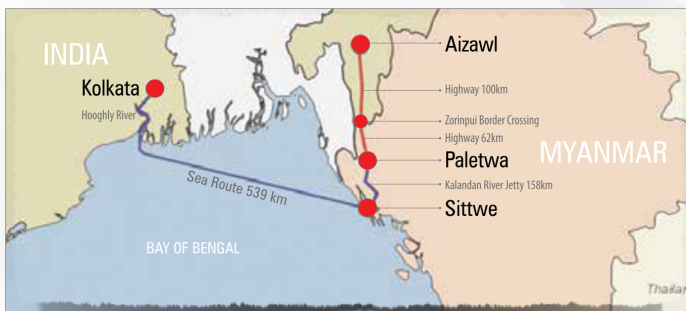 INDIA
Aizawl
Kolkata
Highway 100km
Hooghly River
Zorinpui Border Crossing
Highway 62km
Paletwa
MYANMAR
Kalandan River Jetty 158km
Sea Route 539 km
Sittwe
BAY OF BENGAL